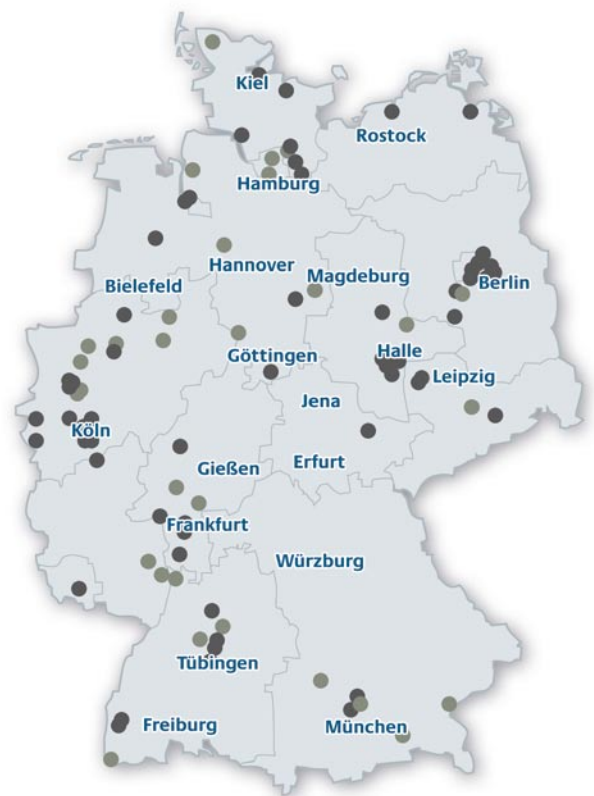 Kiel
Rostock
Hamburg
Hannover
Magdeburg
Berlin
Bielefeld
Göttingen
Halle
Leipzig
Jena
Köln
Gießen
Erfurt
Frankfurt
Würzburg
Tübingen
Freiburg
München